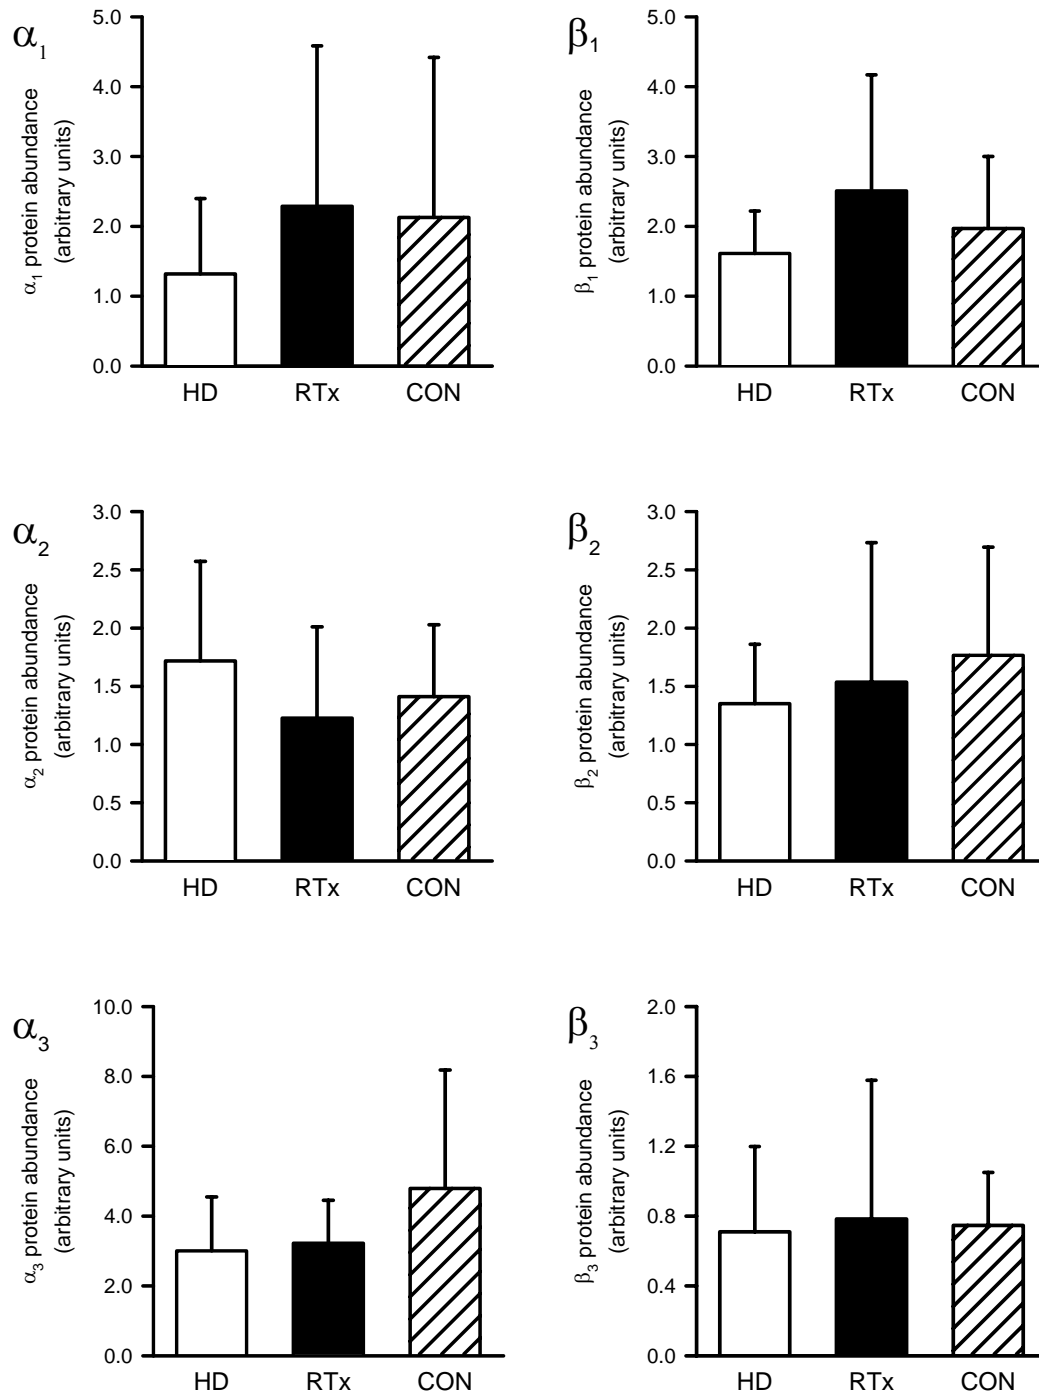 α1
α1 protein abundance
(arbitrary units)
5.0
4.0
3.0
2.0
1.0
0.0
HD RTx CON
β1
β1 protein abundance
(arbitrary units)
5.0
4.0
3.0
2.0
1.0
0.0
HD RTx CON
α2
α2 protein abundance
(arbitrary units)
3.0
2.5
2.0
1.5
1.0
0.5
0.0
HD RTx CON
β2
β2 protein abundance
(arbitrary units)
3.0
2.5
2.0
1.5
1.0
0.5
0.0
HD RTx CON
α3
α3 protein abundance
(arbitrary units)
10.0
8.0
6.0
4.0
2.0
0.0
HD RTx CON
β3
β3 protein abundance
(arbitrary units)
2.0
1.6
1.2
0.8
0.4
0.0
HD RTx CON